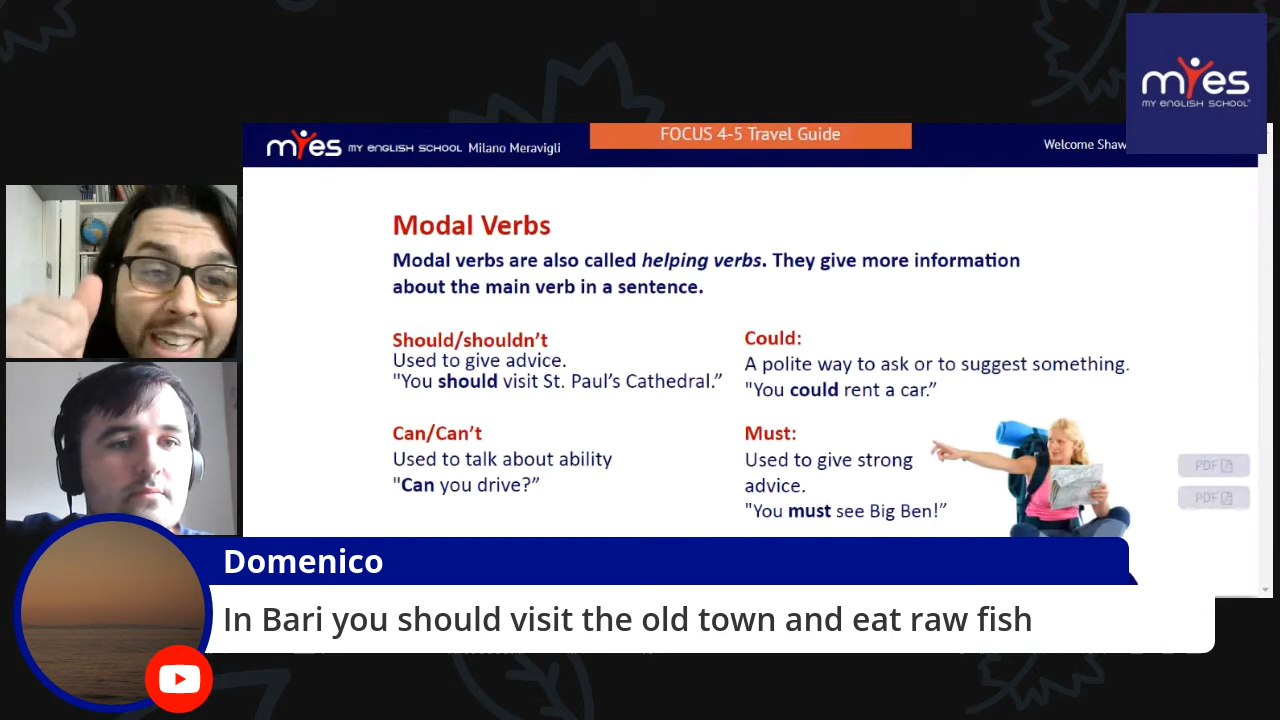 myes
MY ENGLISH SCHOOL
myes MY ENGLISH SCHOOL Milano Meravigli
FOCUS 4-5 Travel Guide
Welcome Shaw
Modal Verbs
Modal verbs are also called helping verbs. They give more information
about the main verb in a sentence.
Should/shouldn't
Used to give advice.
"You should visit St. Paul's Cathedral.”
Could:
A polite way to ask or to suggest something.
"You could rent a car.”
Can/Can't
Used to talk about ability
"Can you drive?”
Must:
Used to give strong
advice.
"You must see Big Ben!”
PDF
PDF
Domenico
In Bari you should visit the old town and eat raw fish